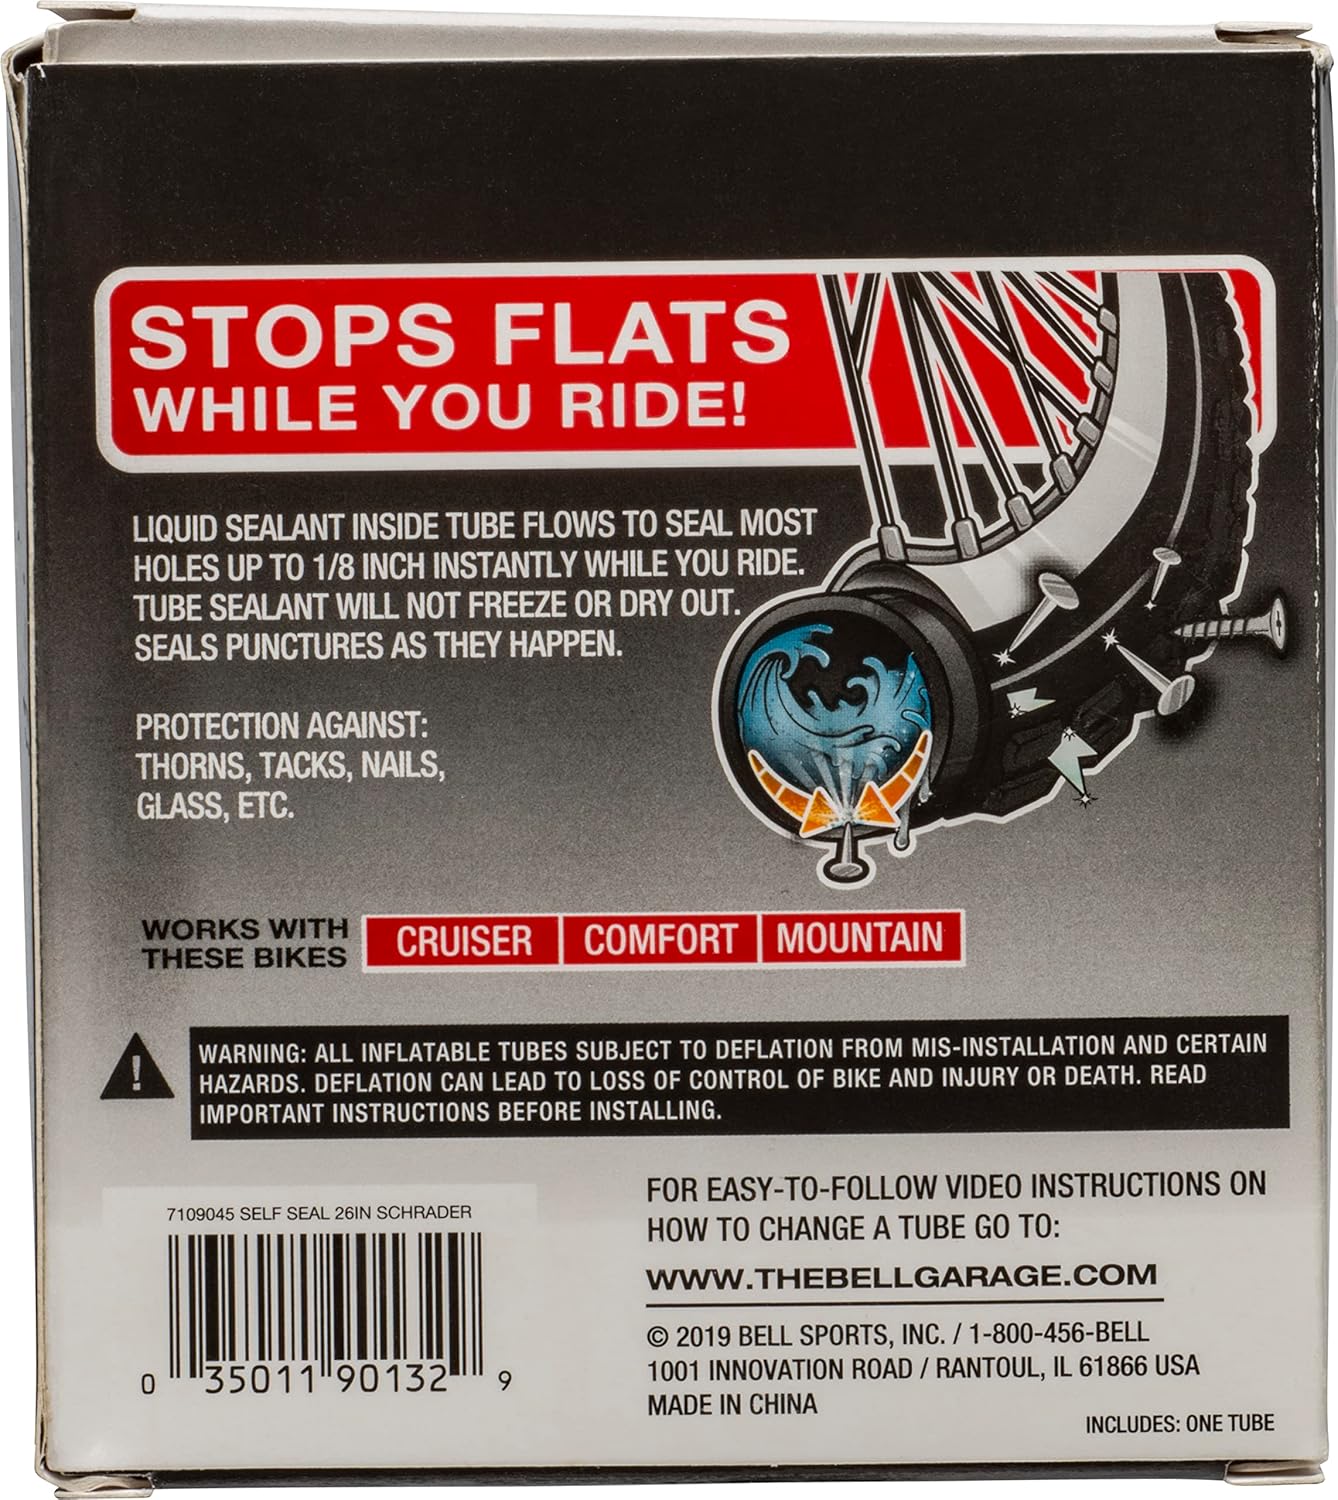 STOPS FLATS
WHILE YOU RIDE!
LIQUID SEALANT INSIDE TUBE FLOWS TO SEAL MOST
HOLES UP TO 1/8 INCH INSTANTLY WHILE YOU RIDE.
TUBE SEALANT WILL NOT FREEZE OR DRY OUT.
SEALS PUNCTURES AS THEY HAPPEN.
PROTECTION AGAINST:
THORNS, TACKS, NAILS,
GLASS, ETC.
WORKS WITH
THESE BIKES
CRUISER COMFORT MOUNTAIN
WARNING: ALL INFLATABLE TUBES SUBJECT TO DEFLATION FROM MIS-INSTALLATION AND CERTAIN
HAZARDS. DEFLATION CAN LEAD TO LOSS OF CONTROL OF BIKE AND INJURY OR DEATH. READ
IMPORTANT INSTRUCTIONS BEFORE INSTALLING.
7109045 SELF SEAL 26IN SCHRADER
0 35011 90132 9
FOR EASY-TO-FOLLOW VIDEO INSTRUCTIONS ON
HOW TO CHANGE A TUBE GO TO:
WWW.THEBELLGARAGE.COM
© 2019 BELL SPORTS, INC. / 1-800-456-BELL
1001 INNOVATION ROAD / RANTOUL, IL 61866 USA
MADE IN CHINA
INCLUDES: ONE TUBE